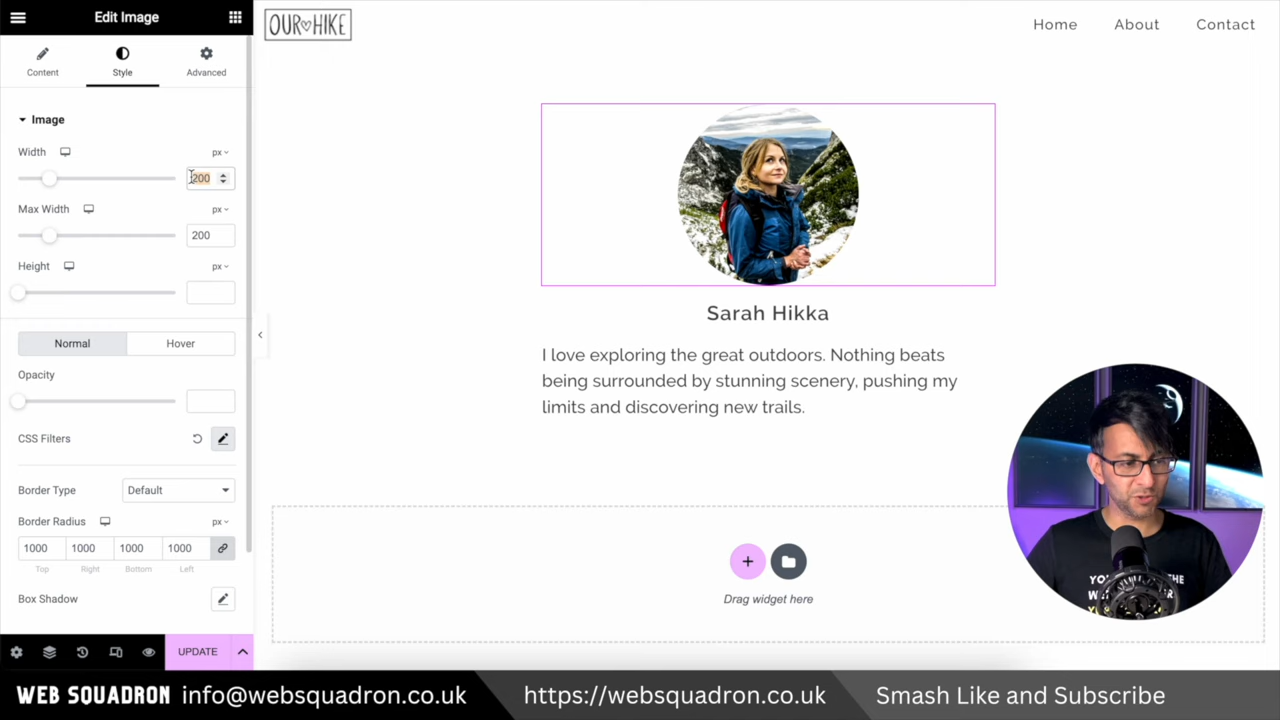 Edit Image
OUR HIKE
Home About Contact
Content Style Advanced
Image
Width px
200
Max Width px
200
Height px
Normal Hover
Opacity
CSS Filters
Border Type Default
Border Radius px
1000 1000 1000 1000
Top Right Bottom Left
Box Shadow
UPDATE
Sarah Hikka
I love exploring the great outdoors. Nothing beats
being surrounded by stunning scenery, pushing my
limits and discovering new trails.
Drag widget here
WEB SQUADRON info@websquadron.co.uk https://websquadron.co.uk Smash Like and Subscribe